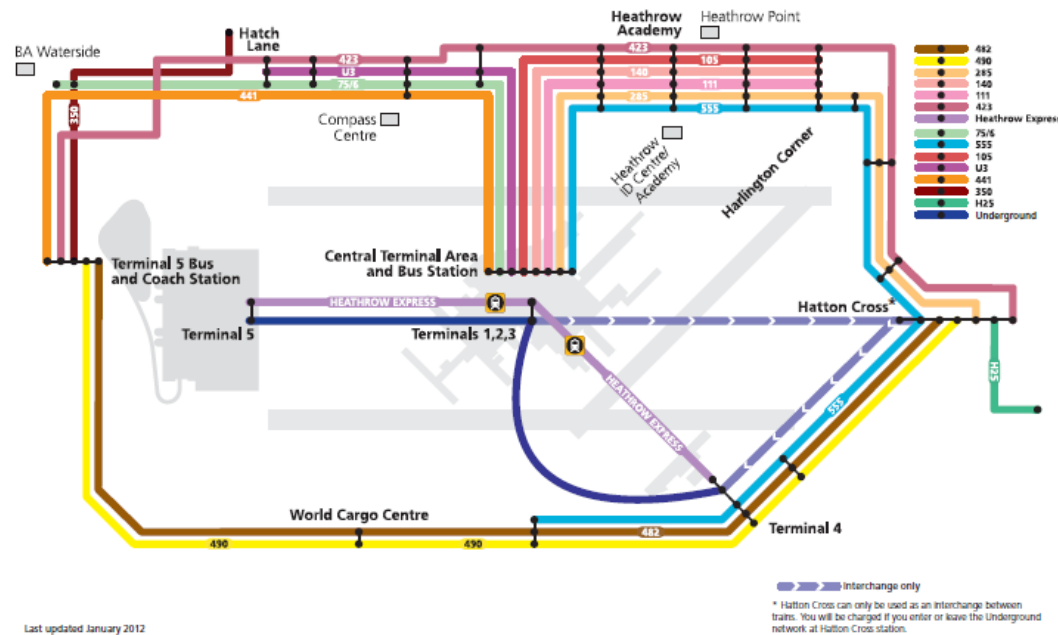 Hatch
Lane
Heathrow
Academy
Heathrow Point
BA Waterside
423
423
105
U3
140
75/6
111
441
285
555
350
Compass
Centre
Heathrow
ID Centre/
Academy
Harlington Corner
482
490
285
140
111
423
Heathrow Express
75/6
555
105
U3
441
350
H25
Underground
Central Terminal Area
and Bus Station
Terminal 5 Bus
and Coach Station
HEATHROW EXPRESS
Hatton Cross*
Terminal 5
Terminals 1,2,3
HEATHROW EXPRESS
H25
555
World Cargo Centre
Terminal 4
482
490
490
Interchange only
* Hatton Cross can only be used as an interchange between
trains. You will be charged if you enter or leave the Underground
network at Hatton Cross station.
Last updated January 2012